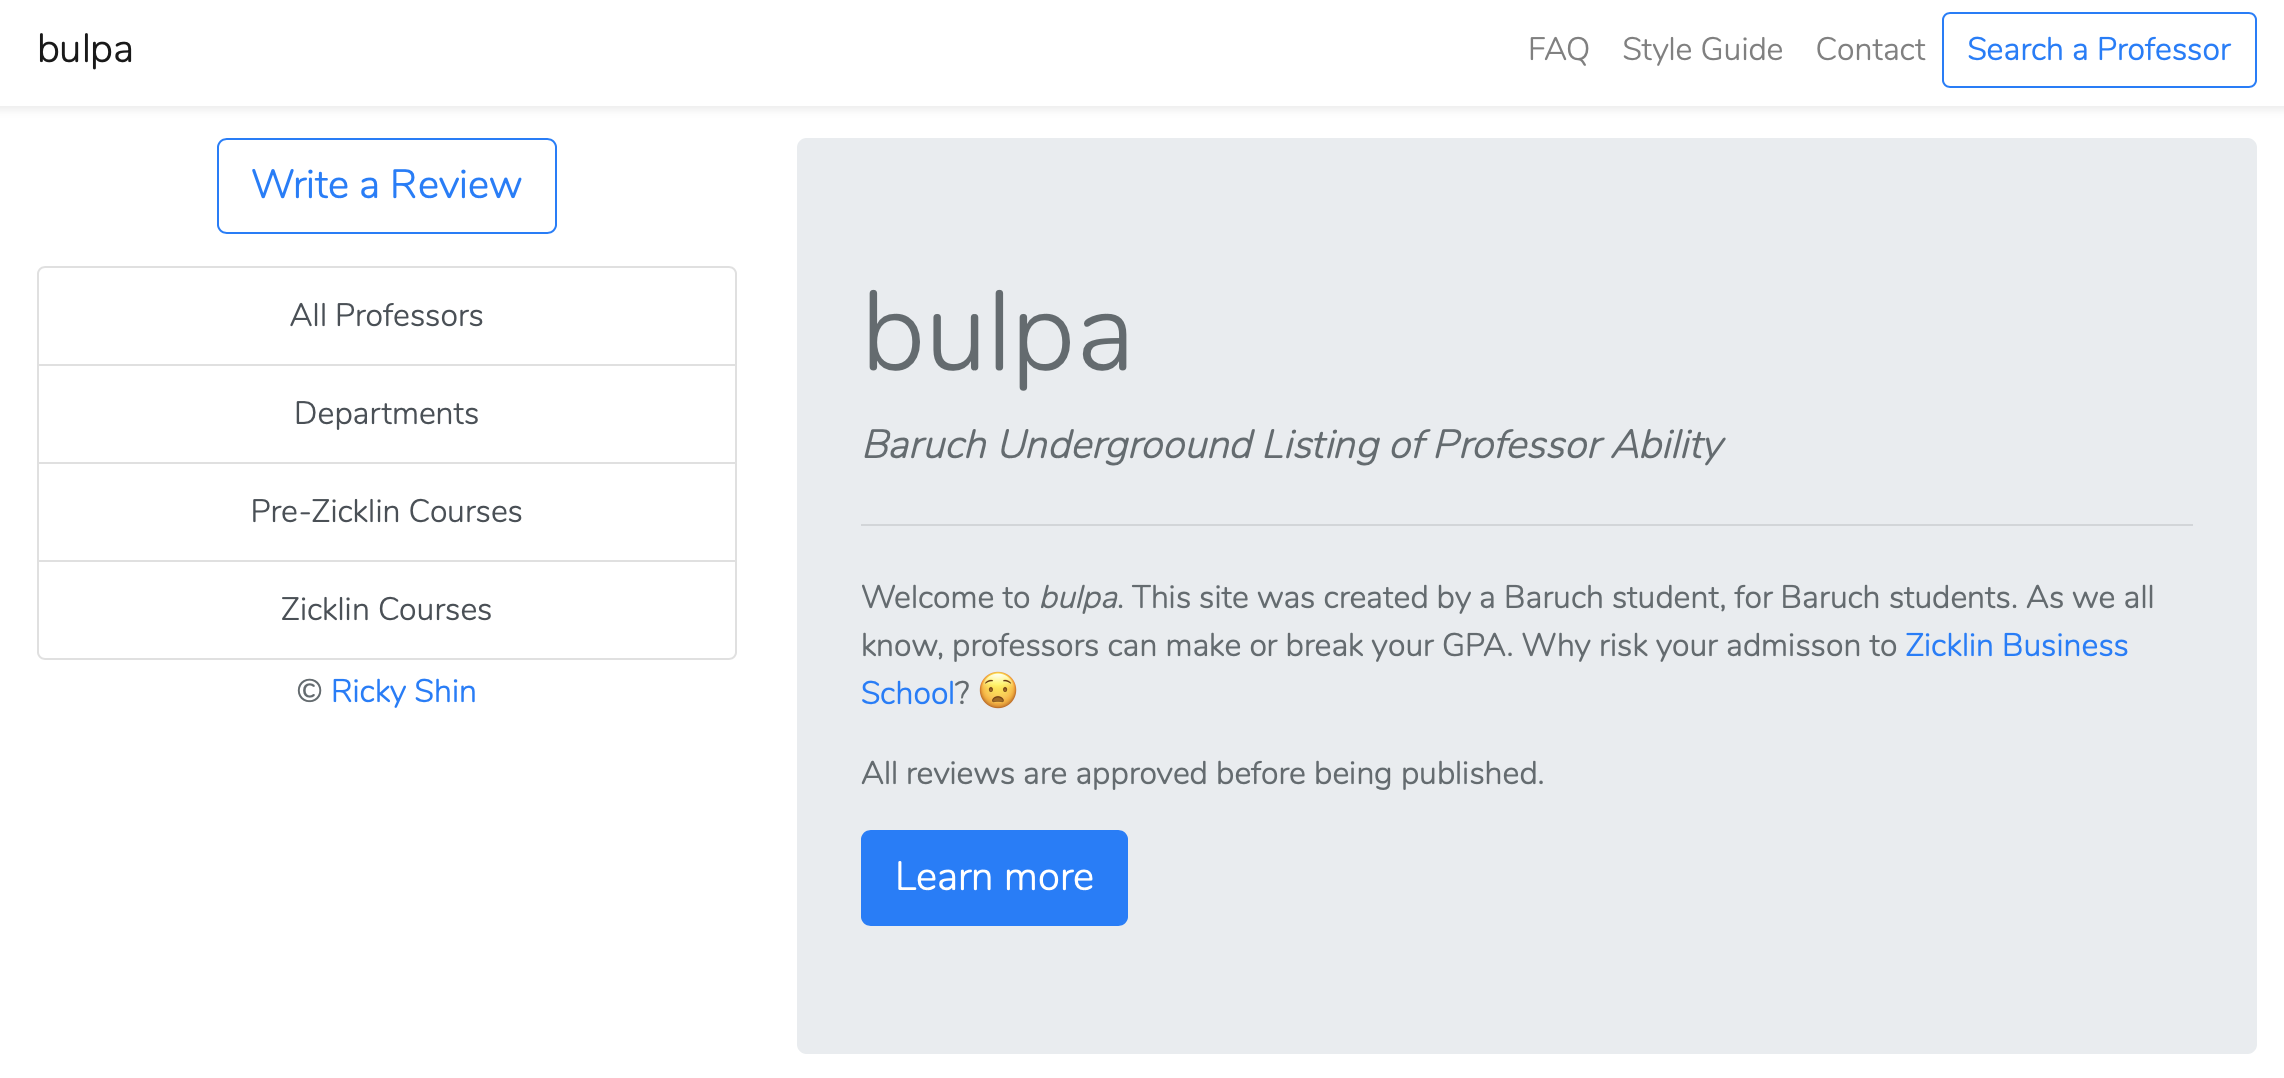 bulpa
FAQ
Style Guide
Contact
Search a Professor
Write a Review
All Professors
Departments
Pre-Zicklin Courses
Zicklin Courses
© Ricky Shin
bulpa
Baruch Undergroound Listing of Professor Ability
Welcome to bulpa. This site was created by a Baruch student, for Baruch students. As we all
know, professors can make or break your GPA. Why risk your admisson to Zicklin Business
School? 😧
All reviews are approved before being published.
Learn more